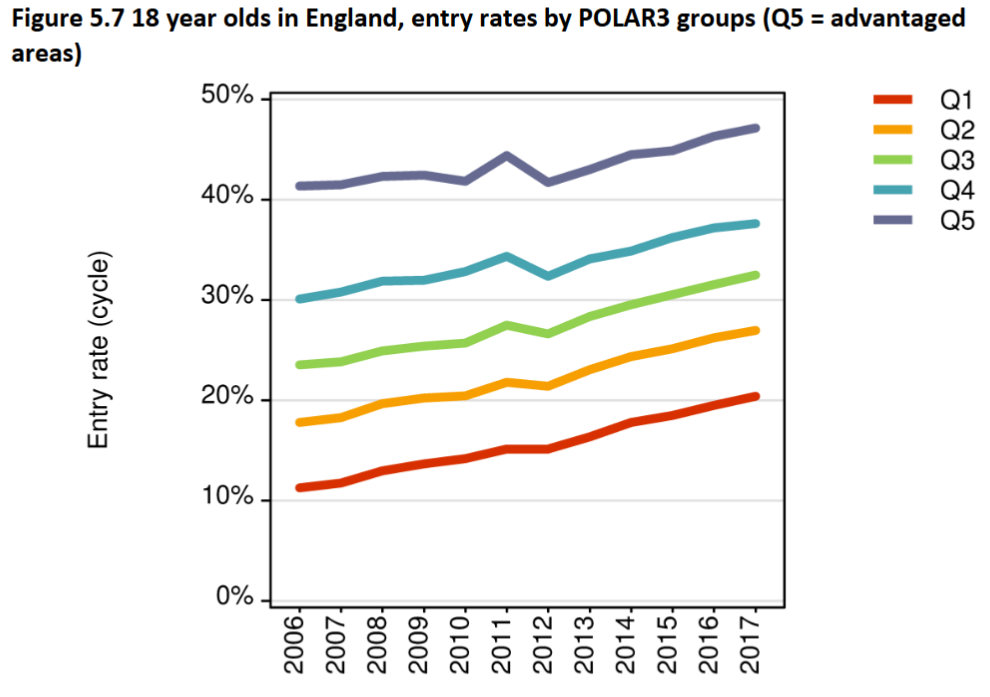 Figure 5.7 18 year olds in England, entry rates by POLAR3 groups (Q5 = advantaged
areas)
50%
40%
30%
20%
10%
0%
Entry rate (cycle)
2006
2007
2008
2009
2010
2011
2012
2013
2014
2015
2016
2017
Q1
Q2
Q3
Q4
Q5